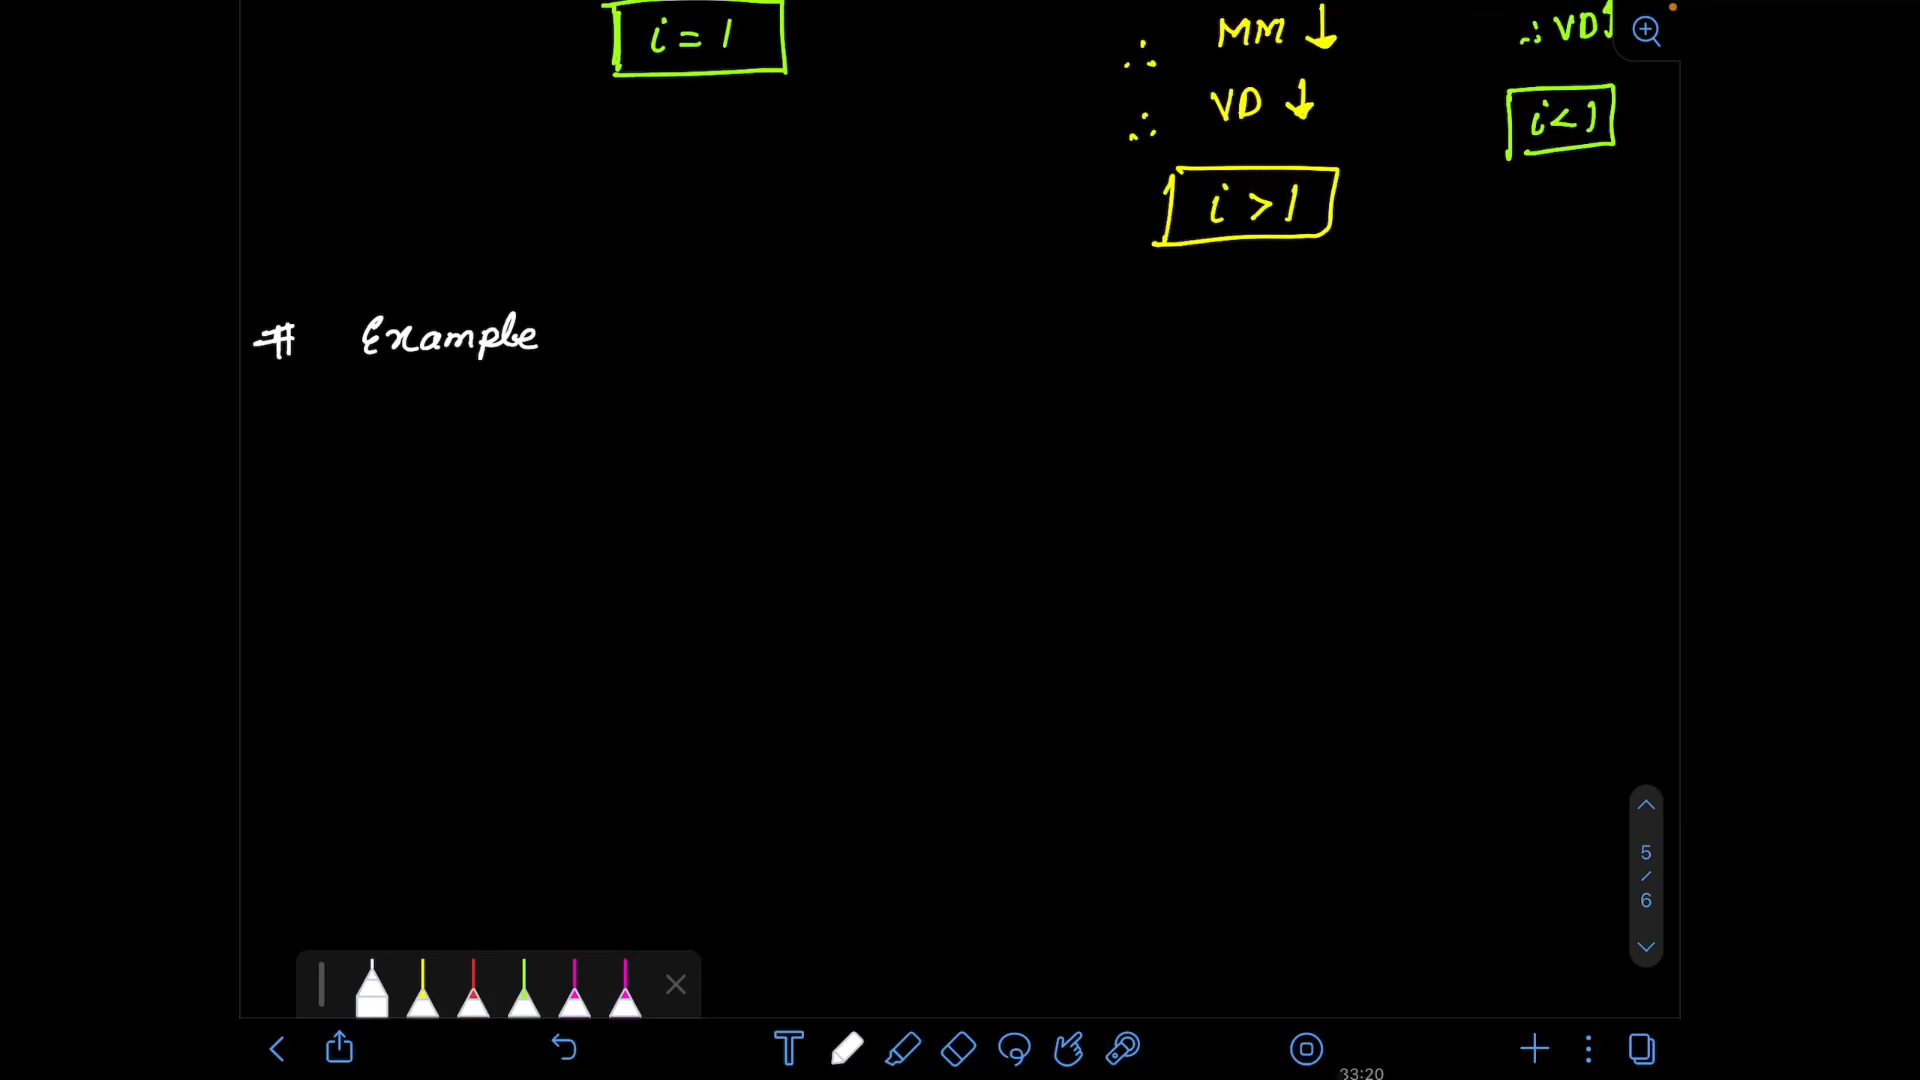 i = 1
∴ MM ↓
∴ VD ↓
i > 1
∴ VD↑
i < 1
# Example
5
/
6
33:20